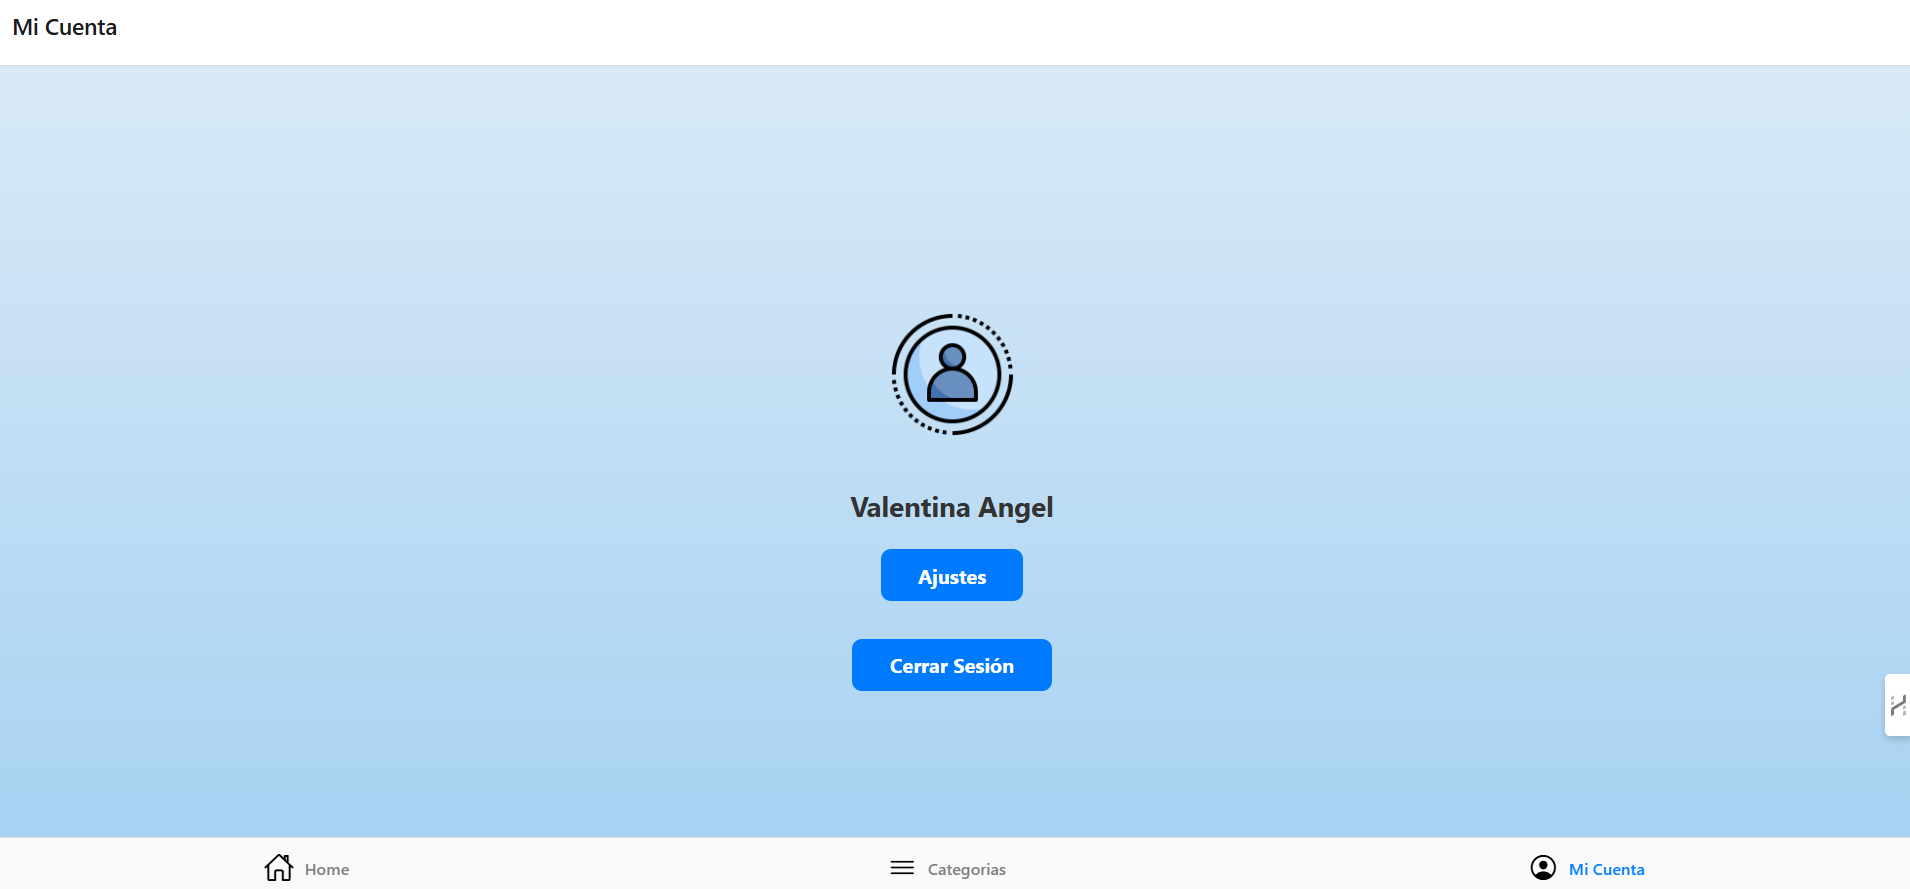 Mi Cuenta
Valentina Angel
Ajustes
Cerrar Sesión
Home
Categorias
Mi Cuenta